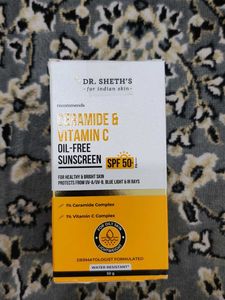 DR. SHETH'S
for indian skin
recommends
CERAMIDE &
VITAMIN C
OIL-FREE
SUNSCREEN
SPF 50+
FOR HEALTHY & BRIGHT SKIN
PROTECTS FROM UV-A/UV-B, BLUE LIGHT & IR RAYS
1% Ceramide Complex
1% Vitamin C Complex
DERMATOLOGIST FORMULATED
WATER RESISTANT*
50 g